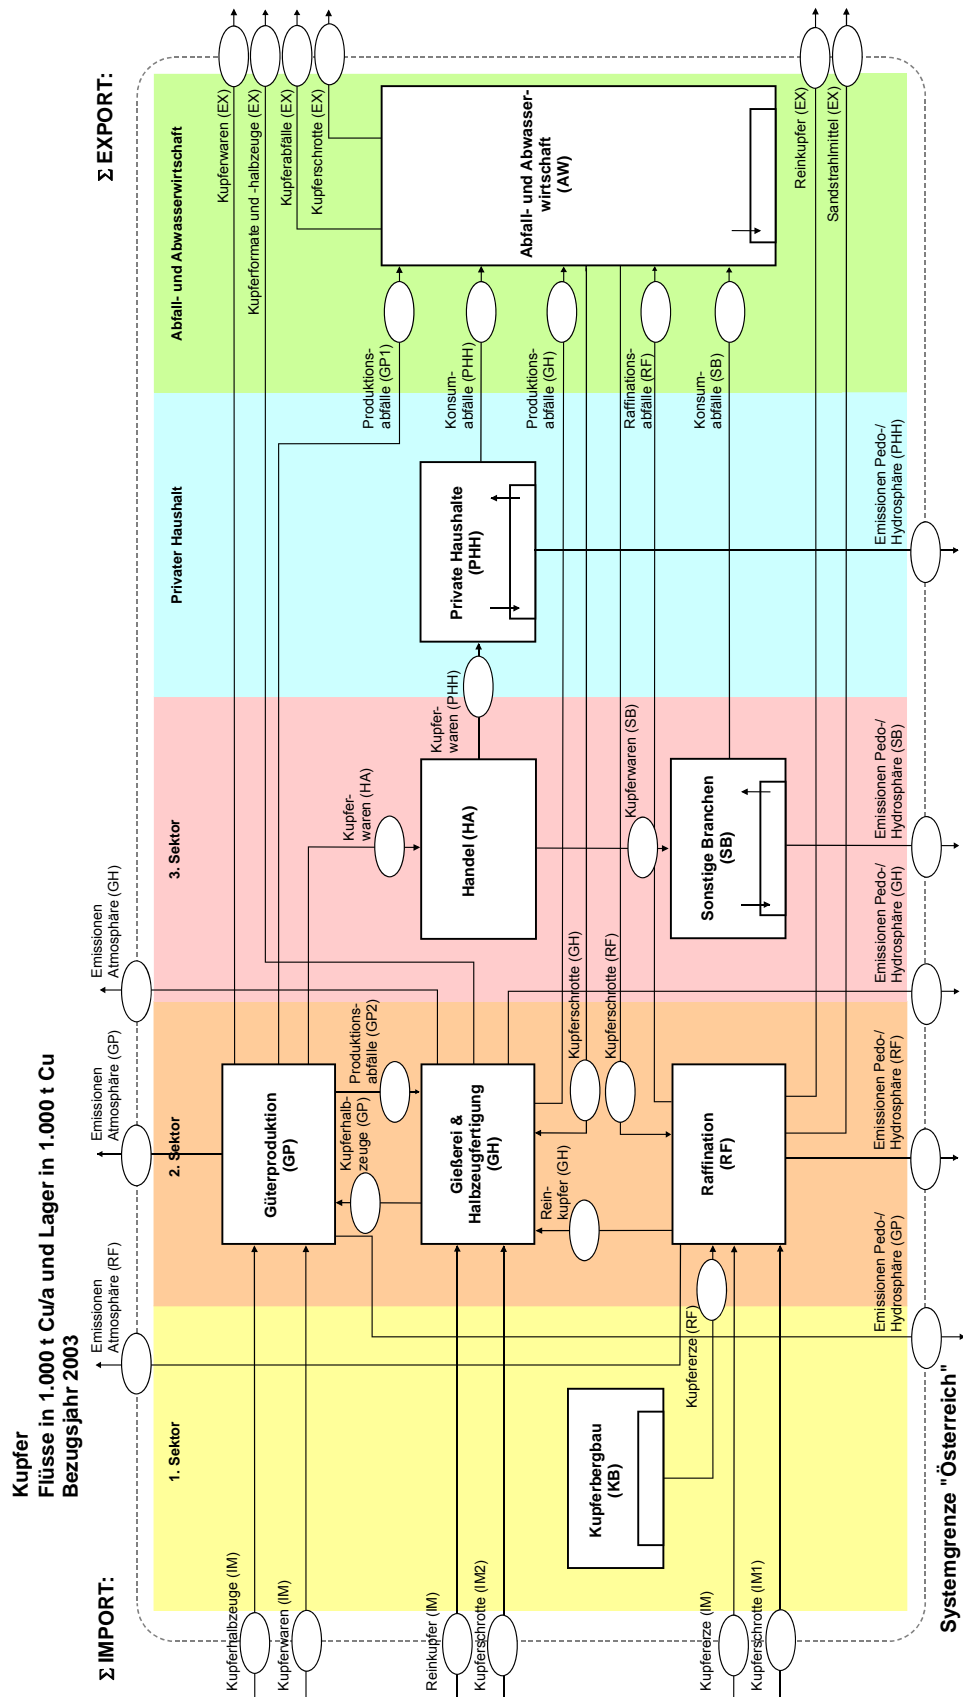 Kupfer
Flüsse in 1.000 t Cu/a und Lager in 1.000 t Cu
Bezugsjahr 2003
Σ IMPORT:
Σ EXPORT:
1. Sektor
2. Sektor
3. Sektor
Privater Haushalt
Abfall- und Abwasserwirtschaft
Emissionen
Atmosphäre (RF)
Emissionen
Atmosphäre (GP)
Emissionen
Atmosphäre (GH)
Kupferhalbzeuge (IM)
Kupferwaren (IM)
Reinkupfer (IM)
Kupferschrotte (IM2)
Kupfererze (IM)
Kupferschrotte (IM1)
Kupferbergbau
(KB)
Kupfererze (RF)
Güterproduktion
(GP)
Kupferhalb-
zeuge (GP)
Produktions-
abfälle (GP2)
Gießerei &
Halbzeugfertigung
(GH)
Rein-
kupfer (GH)
Kupferschrotte (GH)
Kupferschrotte (RF)
Raffination
(RF)
Kupfer-
waren (HA)
Handel (HA)
Kupfer-
waren (PHH)
Kupferwaren (SB)
Sonstige Branchen
(SB)
Private Haushalte
(PHH)
Produktions-
abfälle (GP1)
Konsum-
abfälle (PHH)
Produktions-
abfälle (GH)
Raffinations-
abfälle (RF)
Konsum-
abfälle (SB)
Abfall- und Abwasser-
wirtschaft
(AW)
Kupferwaren (EX)
Kupferformate und -halbzeuge (EX)
Kupferabfälle (EX)
Kupferschrotte (EX)
Reinkupfer (EX)
Sandstrahlmittel (EX)
Emissionen Pedo-/
Hydrosphäre (GP)
Emissionen Pedo-/
Hydrosphäre (RF)
Emissionen Pedo-/
Hydrosphäre (GH)
Emissionen Pedo-/
Hydrosphäre (SB)
Emissionen Pedo-/
Hydrosphäre (PHH)
Systemgrenze "Österreich"